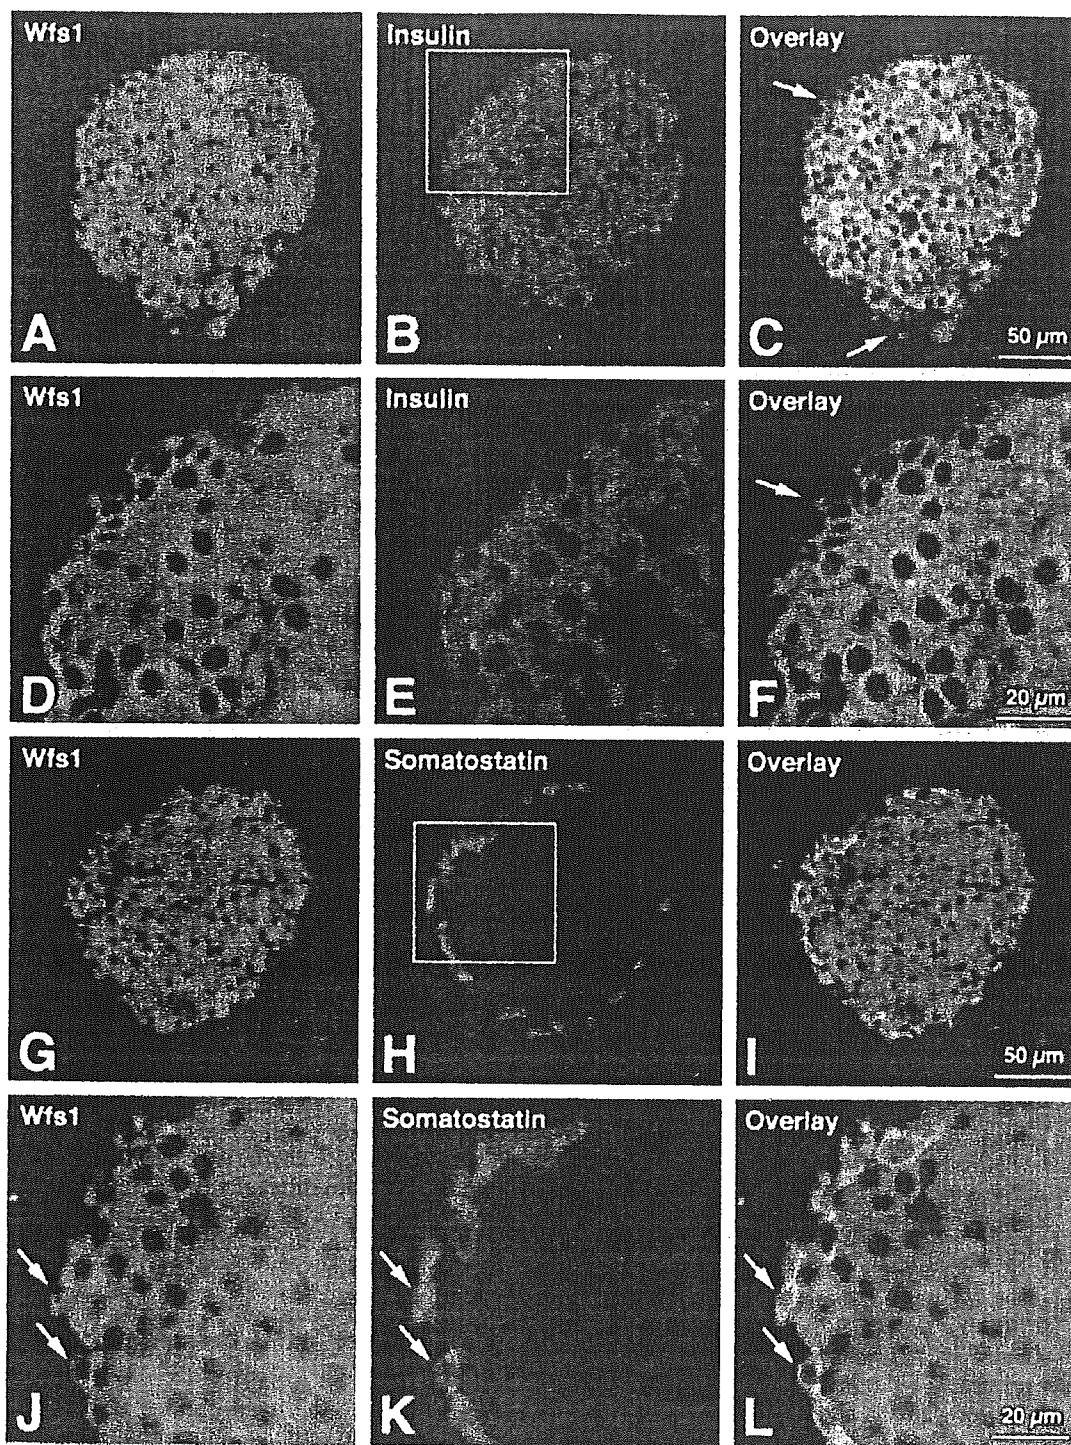 Wfs1 Insulin Overlay
A B C 50 µm
Wfs1 Insulin Overlay
D E F 20 µm
Wfs1 Somatostatin Overlay
G H I 50 µm
Wfs1 Somatostatin Overlay
J K L 20 µm